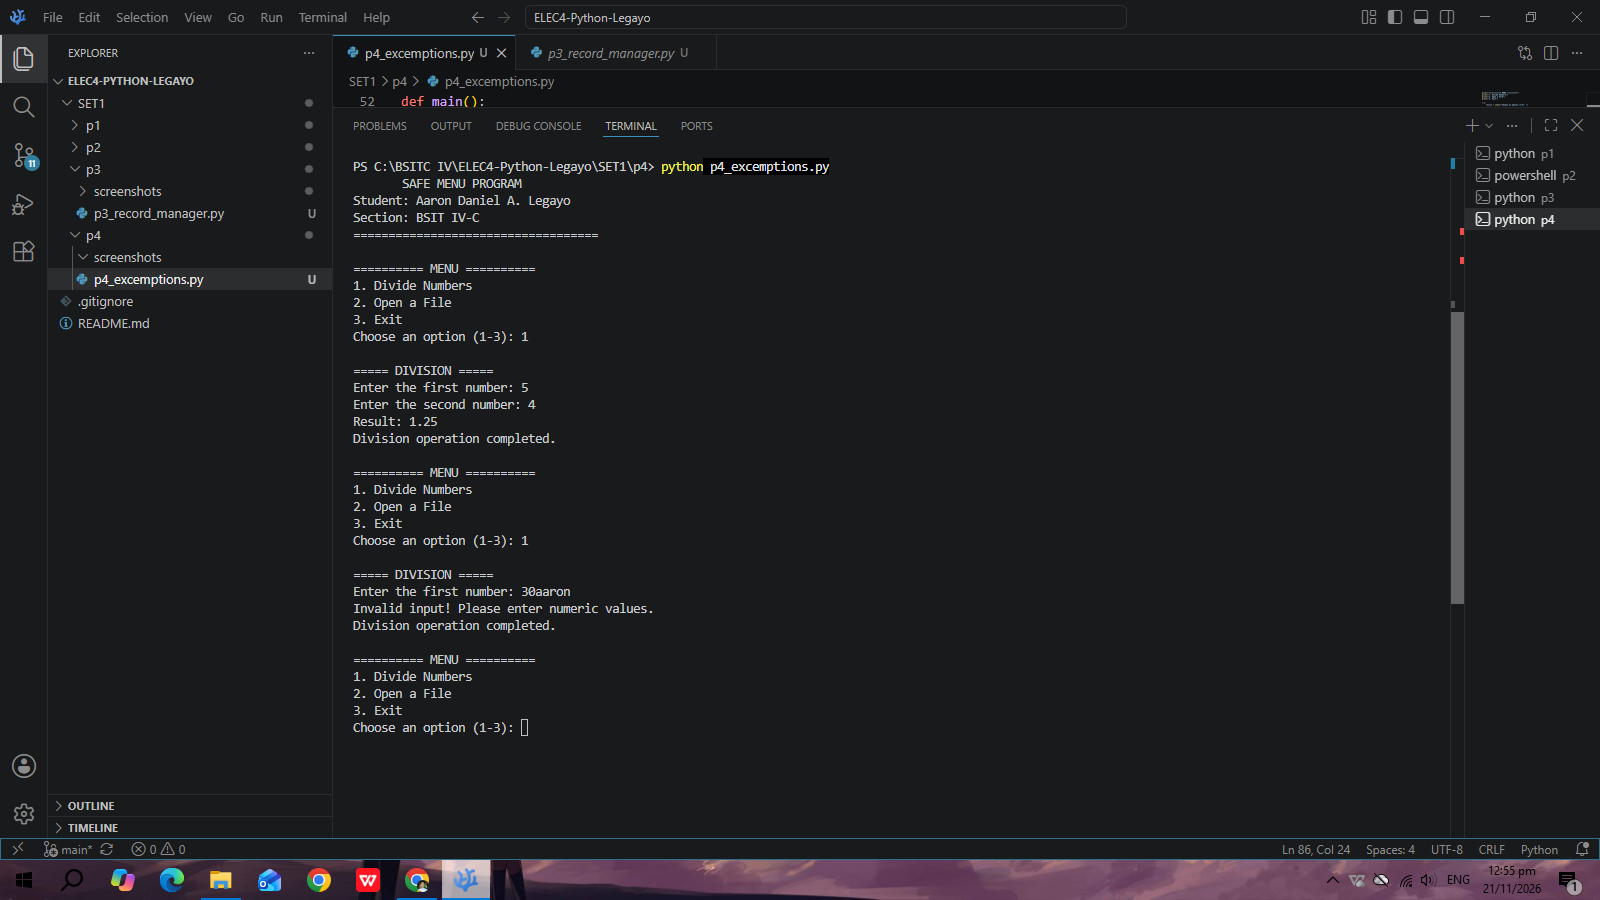 File Edit Selection View Go Run Terminal Help
ELEC4-Python-Legayo
EXPLORER
ELEC4-PYTHON-LEGAYO
SET1
p1
p2
p3
screenshots
p3_record_manager.py U
p4
screenshots
p4_excemptions.py U
.gitignore
README.md
OUTLINE
TIMELINE
11
p4_excemptions.py U
p3_record_manager.py U
SET1 > p4 > p4_excemptions.py
52 def main():
PROBLEMS OUTPUT DEBUG CONSOLE TERMINAL PORTS
PS C:\BSITC IV\ELEC4-Python-Legayo\SET1\p4> python p4_excemptions.py
SAFE MENU PROGRAM
Student: Aaron Daniel A. Legayo
Section: BSIT IV-C
===================================
========== MENU ==========
1. Divide Numbers
2. Open a File
3. Exit
Choose an option (1-3): 1
===== DIVISION =====
Enter the first number: 5
Enter the second number: 4
Result: 1.25
Division operation completed.
========== MENU ==========
1. Divide Numbers
2. Open a File
3. Exit
Choose an option (1-3): 1
===== DIVISION =====
Enter the first number: 30aaron
Invalid input! Please enter numeric values.
Division operation completed.
========== MENU ==========
1. Divide Numbers
2. Open a File
3. Exit
Choose an option (1-3):
python p1
powershell p2
python p3
python p4
main* 0 0
Ln 86, Col 24 Spaces: 4 UTF-8 CRLF Python
ENG
12:55 pm
21/11/2026
1